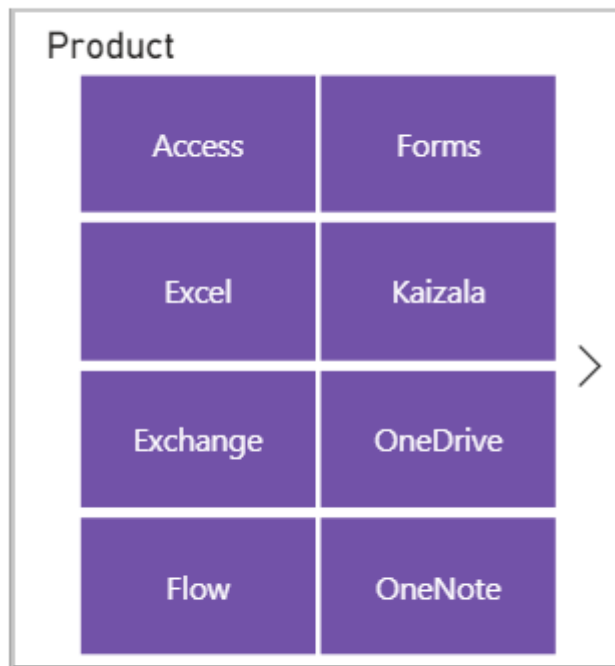 Product
Access Forms
Excel Kaizala
Exchange OneDrive
Flow OneNote